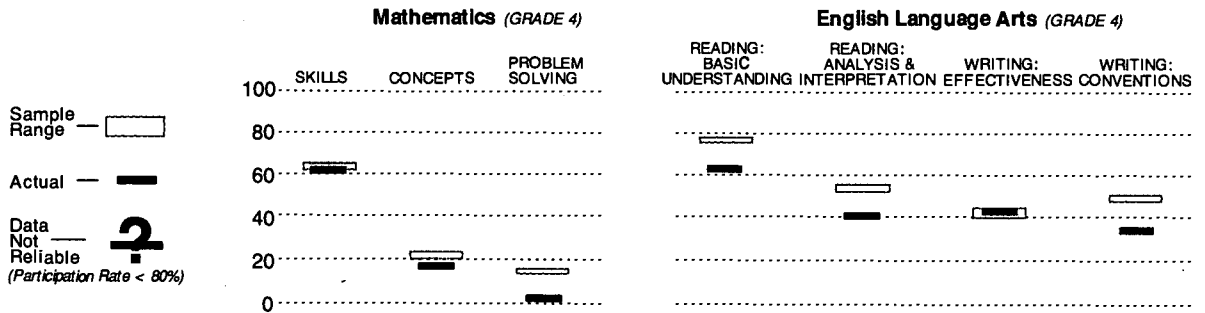 Mathematics (GRADE 4)
English Language Arts (GRADE 4)
SKILLS
CONCEPTS
PROBLEM
SOLVING
READING:
BASIC
UNDERSTANDING
READING:
ANALYSIS &
INTERPRETATION
WRITING:
EFFECTIVENESS
WRITING:
CONVENTIONS
100
80
60
40
20
0
Sample
Range
Actual
Data
Not
Reliable
?
(Participation Rate < 80%)